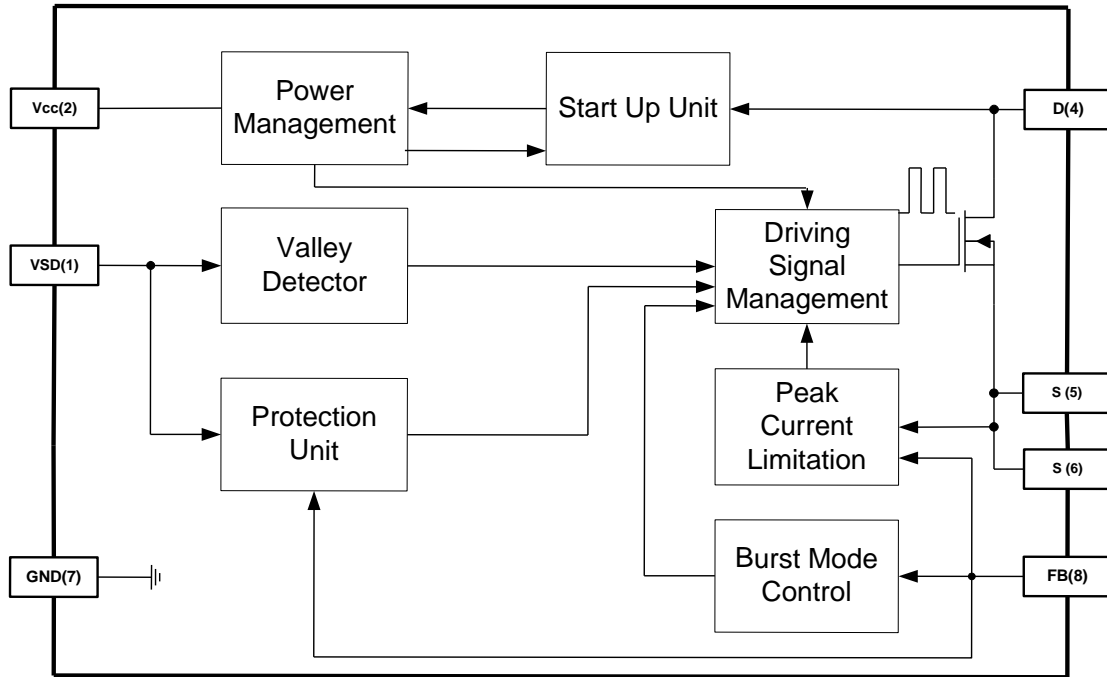 Vcc(2)
Power
Management
Start Up Unit
D(4)
VSD(1)
Valley
Detector
Driving
Signal
Management
Protection
Unit
Peak
Current
Limitation
S (5)
S (6)
GND(7)
Burst Mode
Control
FB(8)